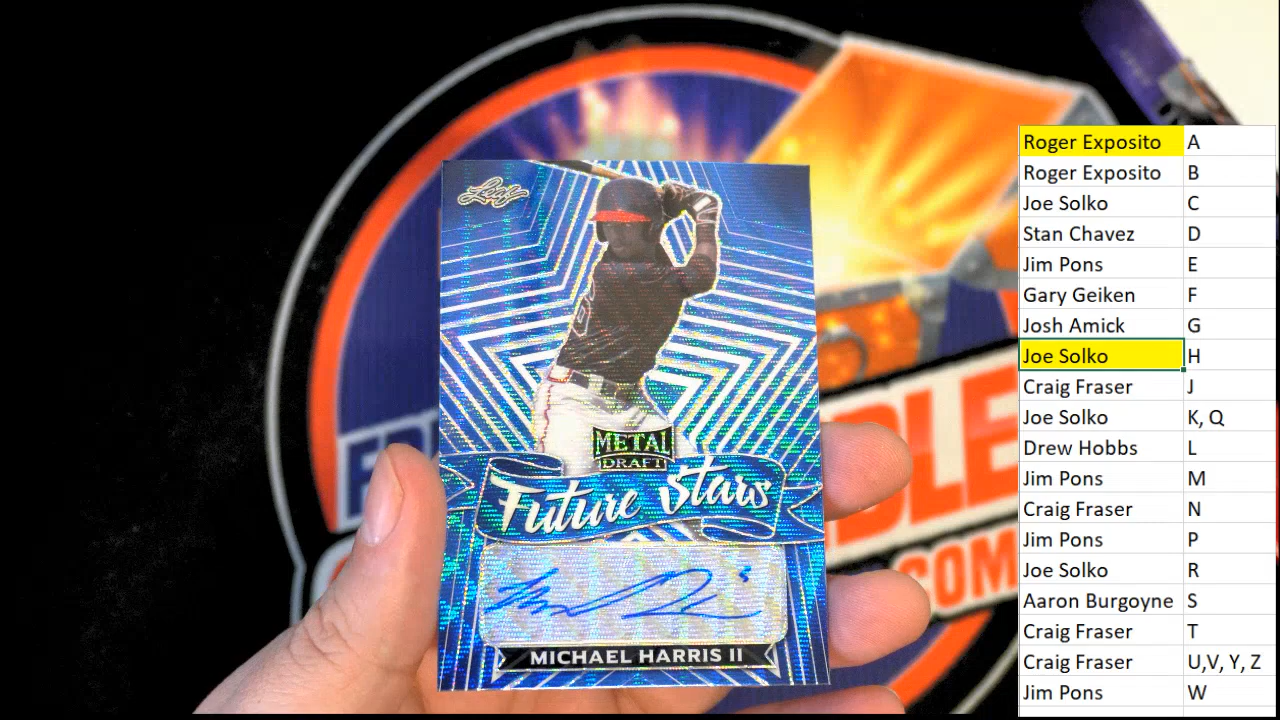 Leaf
METAL
DRAFT
Future Stars
MICHAEL HARRIS II
COM
Roger Exposito A
Roger Exposito B
Joe Solko C
Stan Chavez D
Jim Pons E
Gary Geiken F
Josh Amick G
Joe Solko H
Craig Fraser J
Joe Solko K, Q
Drew Hobbs L
Jim Pons M
Craig Fraser N
Jim Pons P
Joe Solko R
Aaron Burgoyne S
Craig Fraser T
Craig Fraser U,V, Y, Z
Jim Pons W